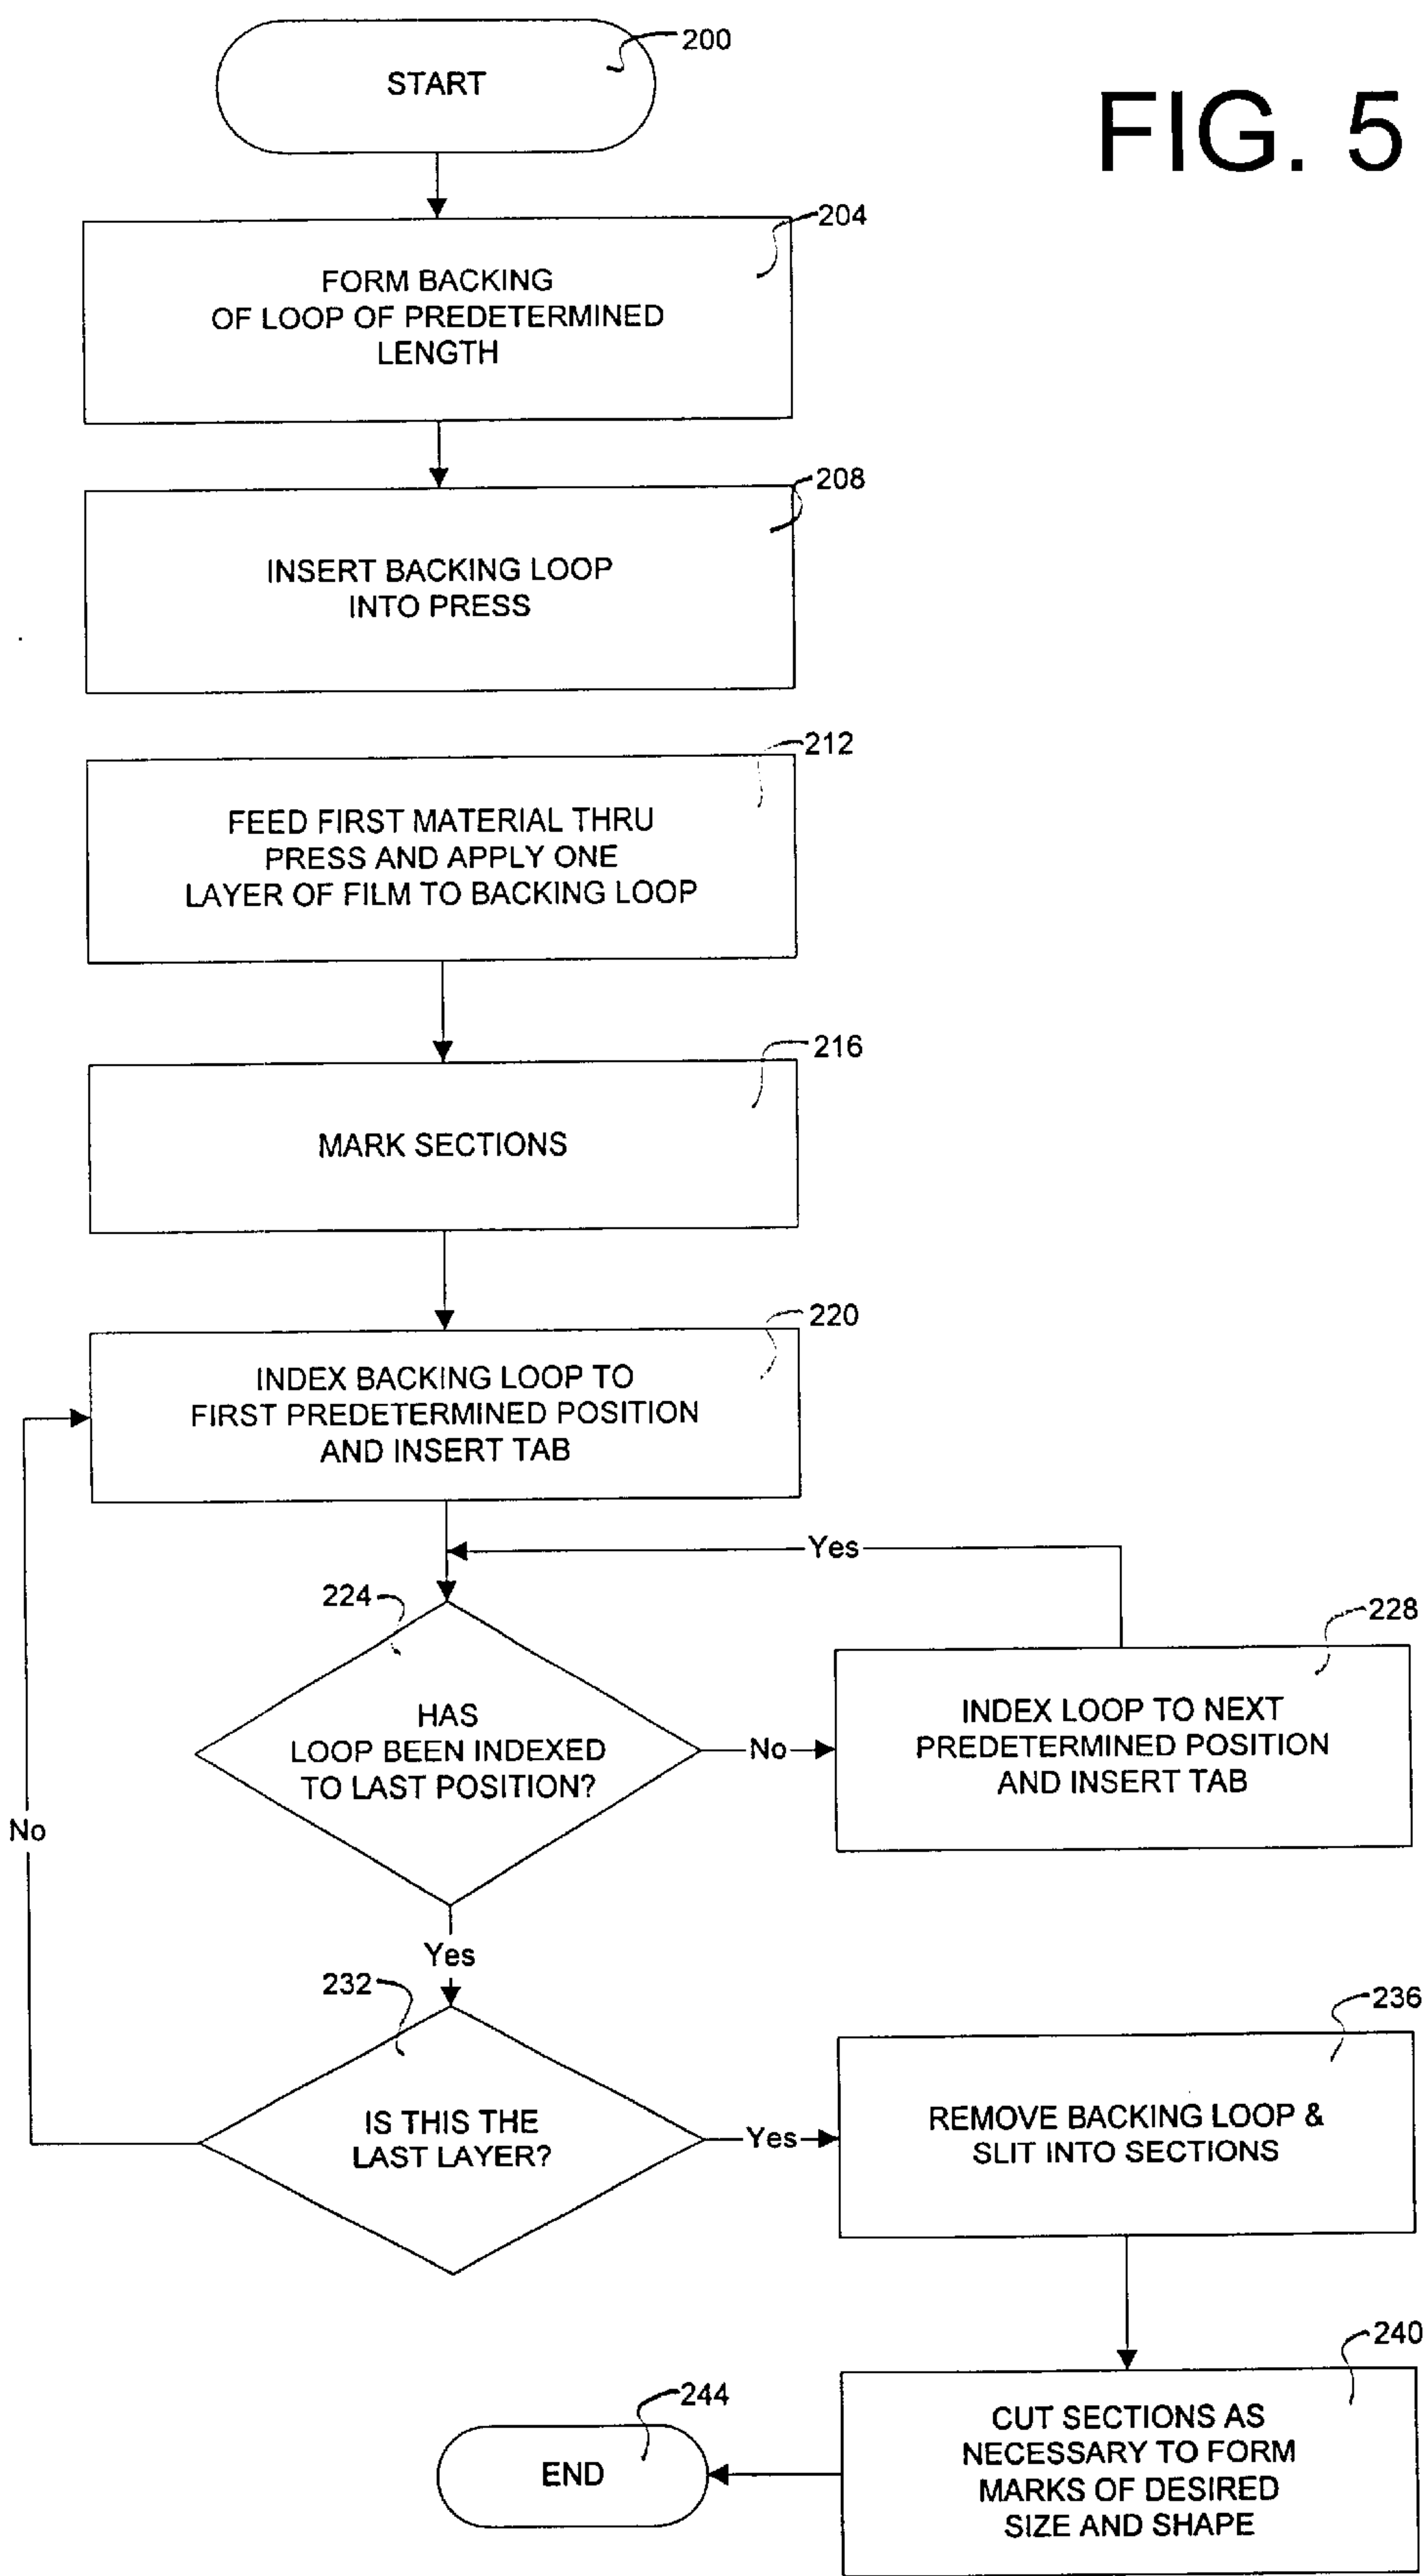 FIG. 5
START
200
204
FORM BACKING
OF LOOP OF PREDETERMINED
LENGTH
208
INSERT BACKING LOOP
INTO PRESS
212
FEED FIRST MATERIAL THRU
PRESS AND APPLY ONE
LAYER OF FILM TO BACKING LOOP
216
MARK SECTIONS
220
INDEX BACKING LOOP TO
FIRST PREDETERMINED POSITION
AND INSERT TAB
Yes
224
HAS
LOOP BEEN INDEXED
TO LAST POSITION?
No
228
INDEX LOOP TO NEXT
PREDETERMINED POSITION
AND INSERT TAB
No
Yes
232
IS THIS THE
LAST LAYER?
Yes
236
REMOVE BACKING LOOP &
SLIT INTO SECTIONS
240
CUT SECTIONS AS
NECESSARY TO FORM
MARKS OF DESIRED
SIZE AND SHAPE
244
END